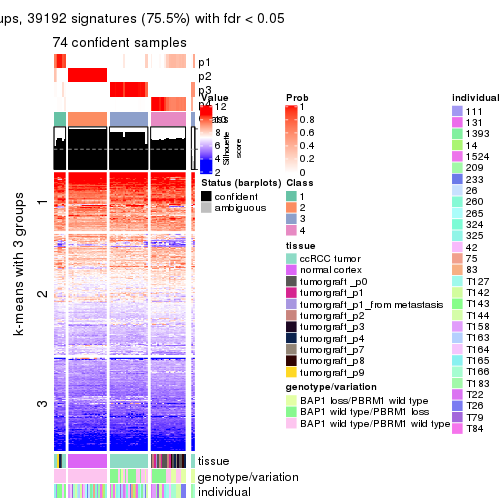 ups, 39192 signatures (75.5%) with fdr < 0.05
74 confident samples
p1
p2
p3
p4
k-means with 3 groups
1
2
3
tissue
genotype/variation
individual
Value
12
10
8
6
4
2
Silhouette
score
Status (barplots)
confident
ambiguous
Prob
1
0.8
0.6
0.4
0.2
0
Class
1
2
3
4
tissue
ccRCC tumor
normal cortex
tumorgraft _p0
tumorgraft_p1
tumorgraft_p1_from metastasis
tumorgraft_p2
tumorgraft_p3
tumorgraft_p4
tumorgraft_p7
tumorgraft_p8
tumorgraft_p9
genotype/variation
BAP1 loss/PBRM1 wild type
BAP1 wild type/PBRM1 loss
BAP1 wild type/PBRM1 wild type
Individual
111
131
1393
14
1524
209
233
26
260
265
324
325
42
75
83
T127
T142
T143
T144
T158
T163
T164
T165
T166
T183
T22
T26
T79
T84